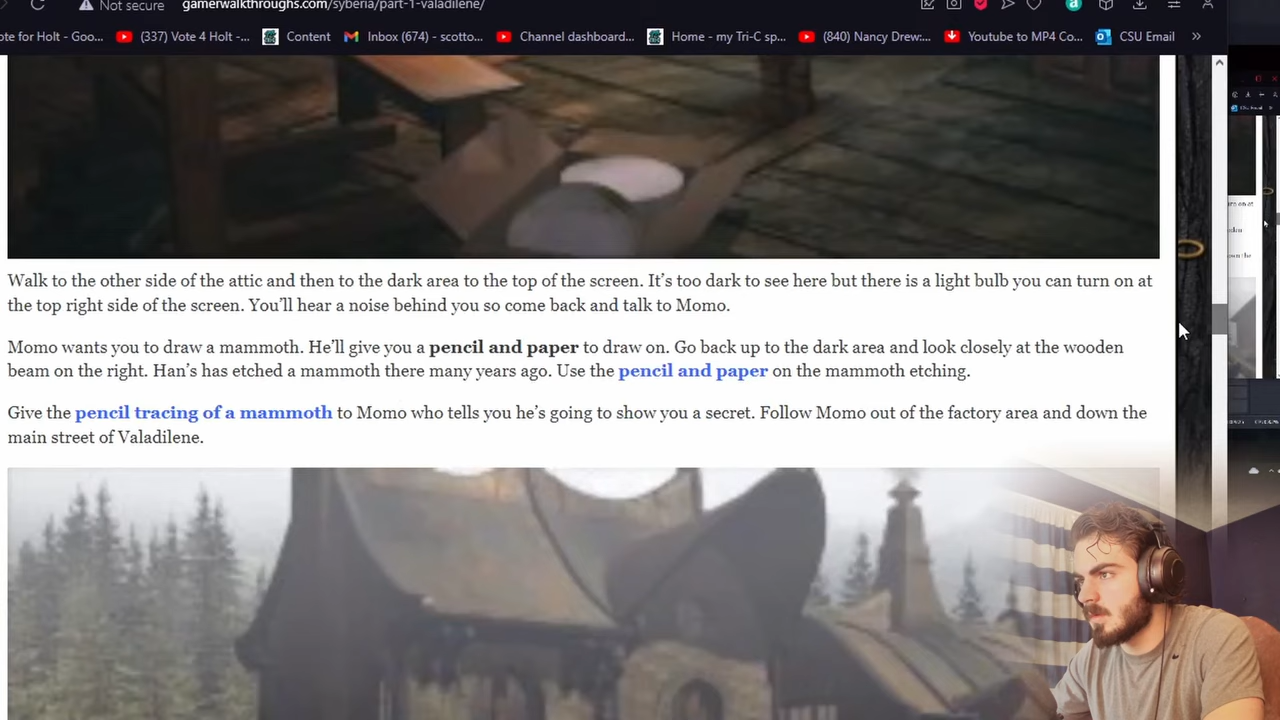 Not secure gamerwalkthroughs.com/syberia/part-1-valadilene/
ote for Holt - Goo... (337) Vote 4 Holt -... Content Inbox (674) - scotto... Channel dashboard... Home - my Tri-C sp... (840) Nancy Drew:... Youtube to MP4 Co... CSU Email »
Walk to the other side of the attic and then to the dark area to the top of the screen. It's too dark to see here but there is a light bulb you can turn on at
the top right side of the screen. You'll hear a noise behind you so come back and talk to Momo.
Momo wants you to draw a mammoth. He'll give you a pencil and paper to draw on. Go back up to the dark area and look closely at the wooden
beam on the right. Han's has etched a mammoth there many years ago. Use the pencil and paper on the mammoth etching.
Give the pencil tracing of a mammoth to Momo who tells you he's going to show you a secret. Follow Momo out of the factory area and down the
main street of Valadilene.